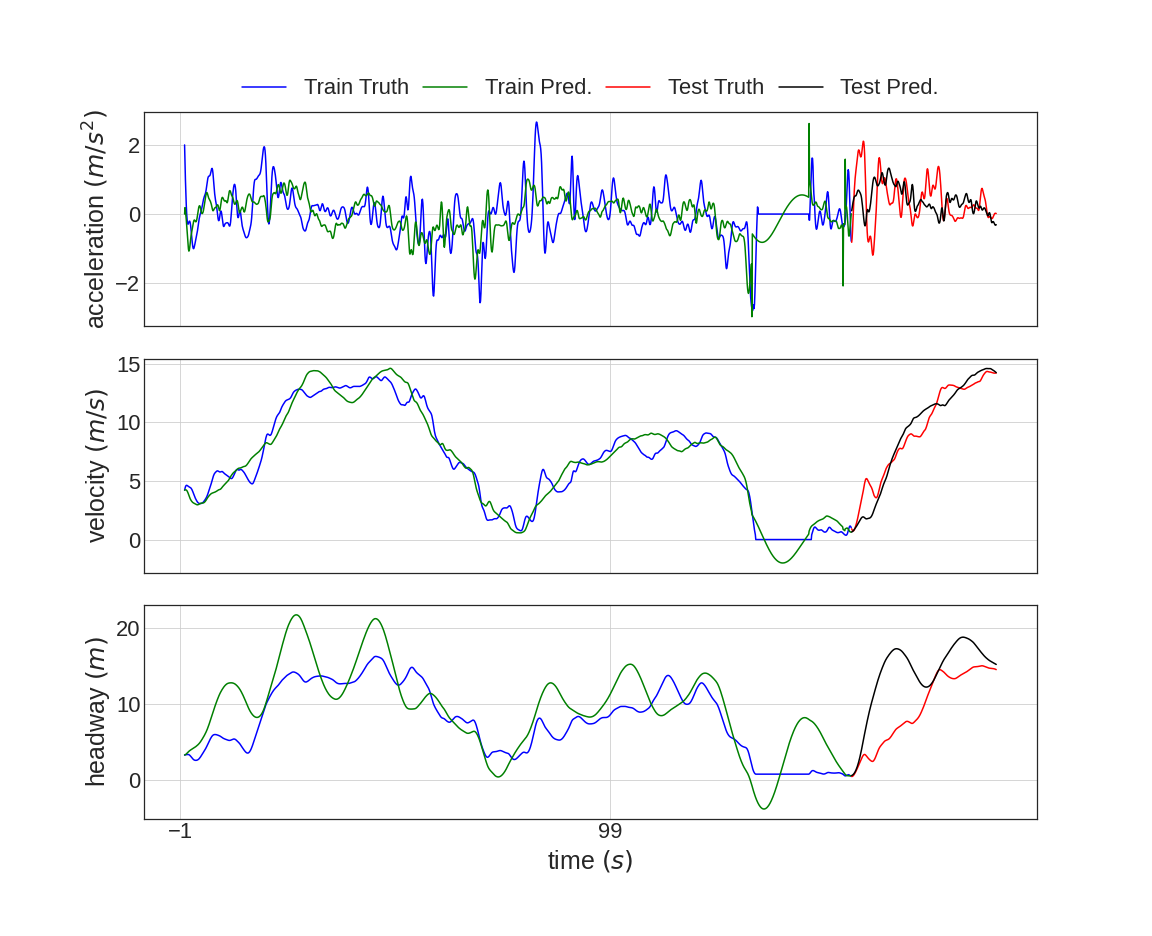 Train Truth Train Pred. Test Truth Test Pred.
acceleration (m/s²)
2
0
−2
velocity (m/s)
15
10
5
0
headway (m)
20
10
0
−1 99
time (s)